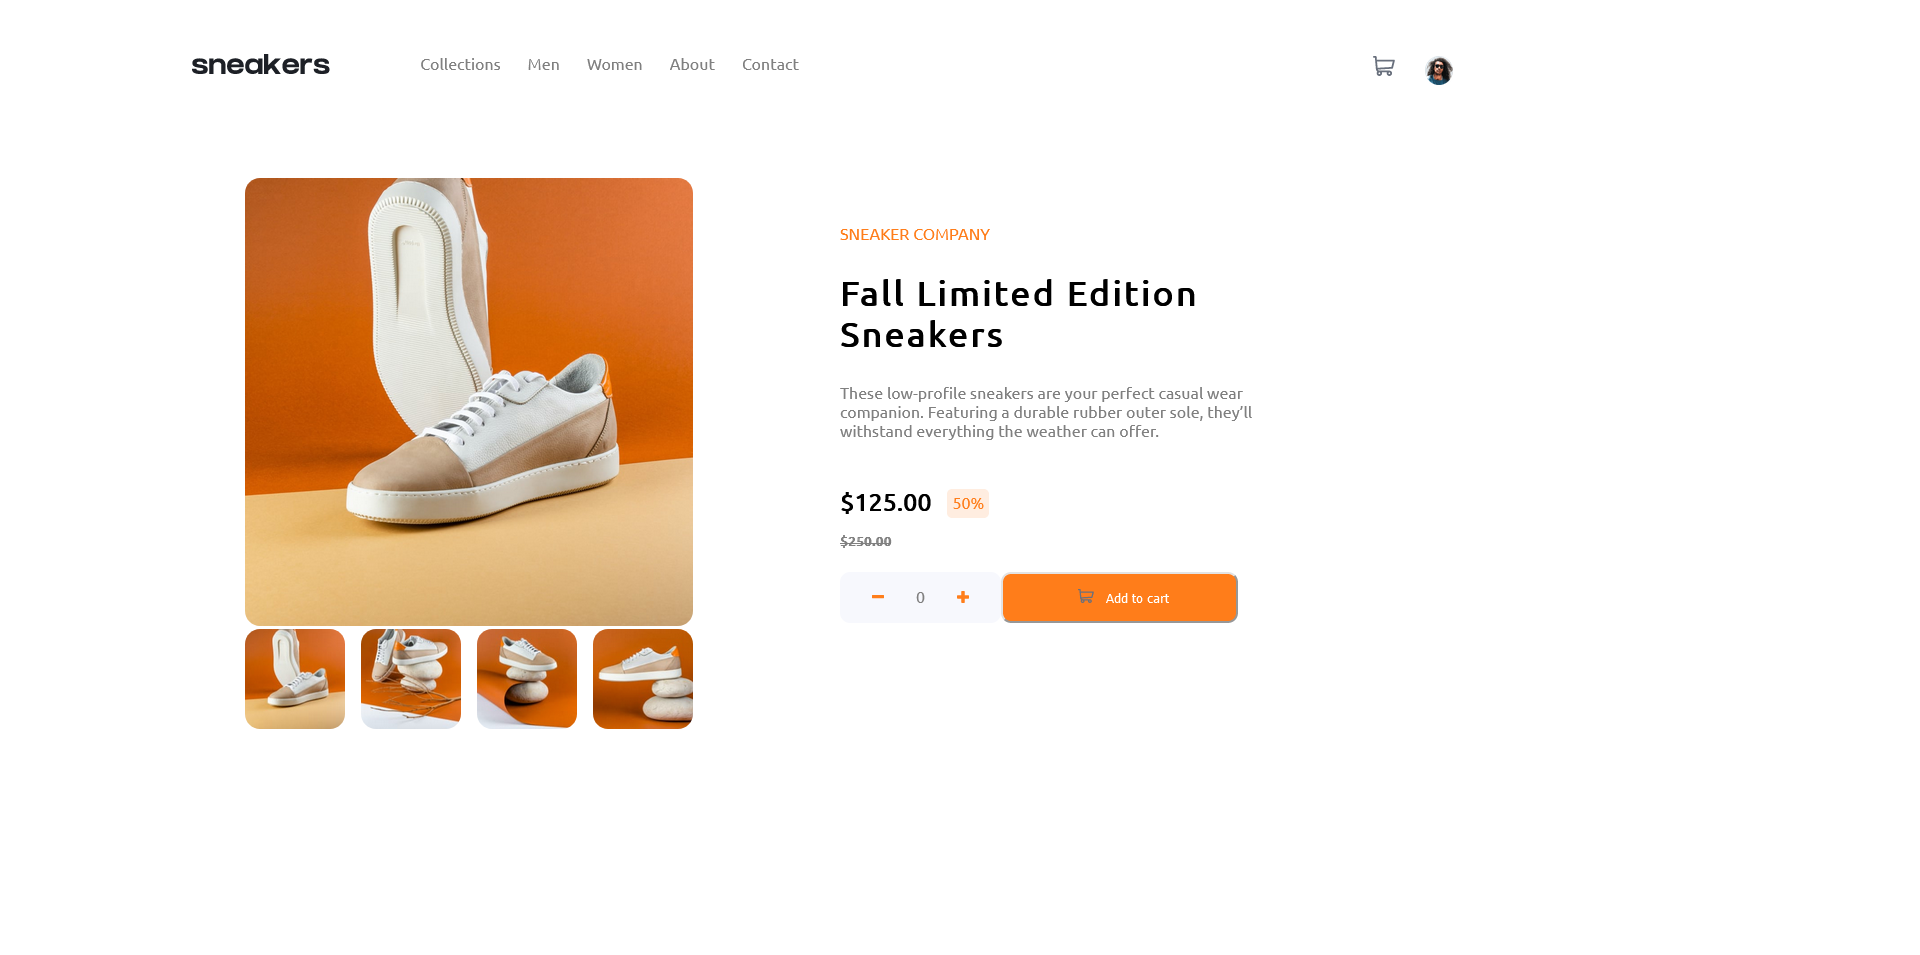 sneakers
Collections Men Women About Contact
SNEAKER COMPANY
Fall Limited Edition
Sneakers
These low-profile sneakers are your perfect casual wear
companion. Featuring a durable rubber outer sole, they’ll
withstand everything the weather can offer.
$125.00 50%
$250.00
0 Add to cart